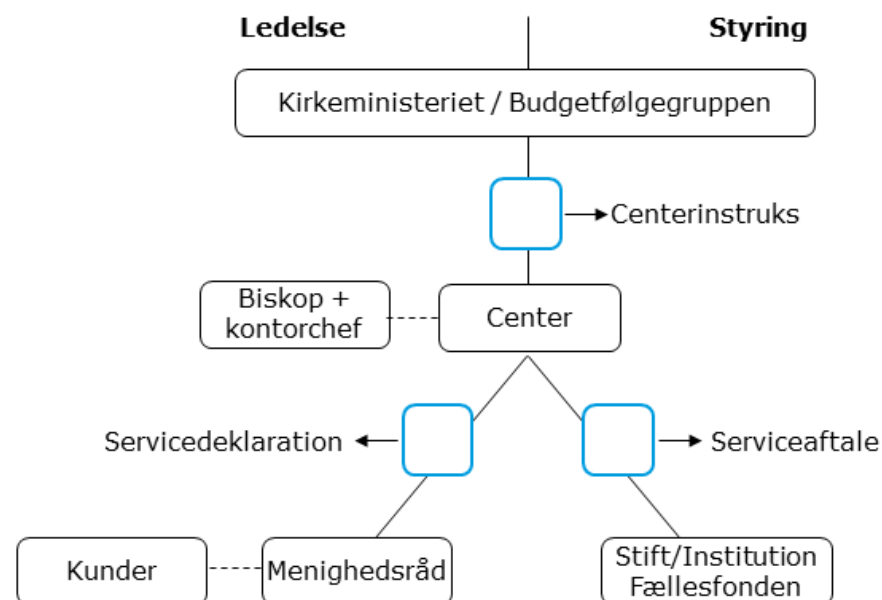 Ledelse
Styring
Kirkeministeriet / Budgetfølgegruppen
Centerinstruks
Biskop +
kontorchef
Center
Servicedeklaration
Serviceaftale
Kunder
Menighedsråd
Stift/Institution
Fællesfonden